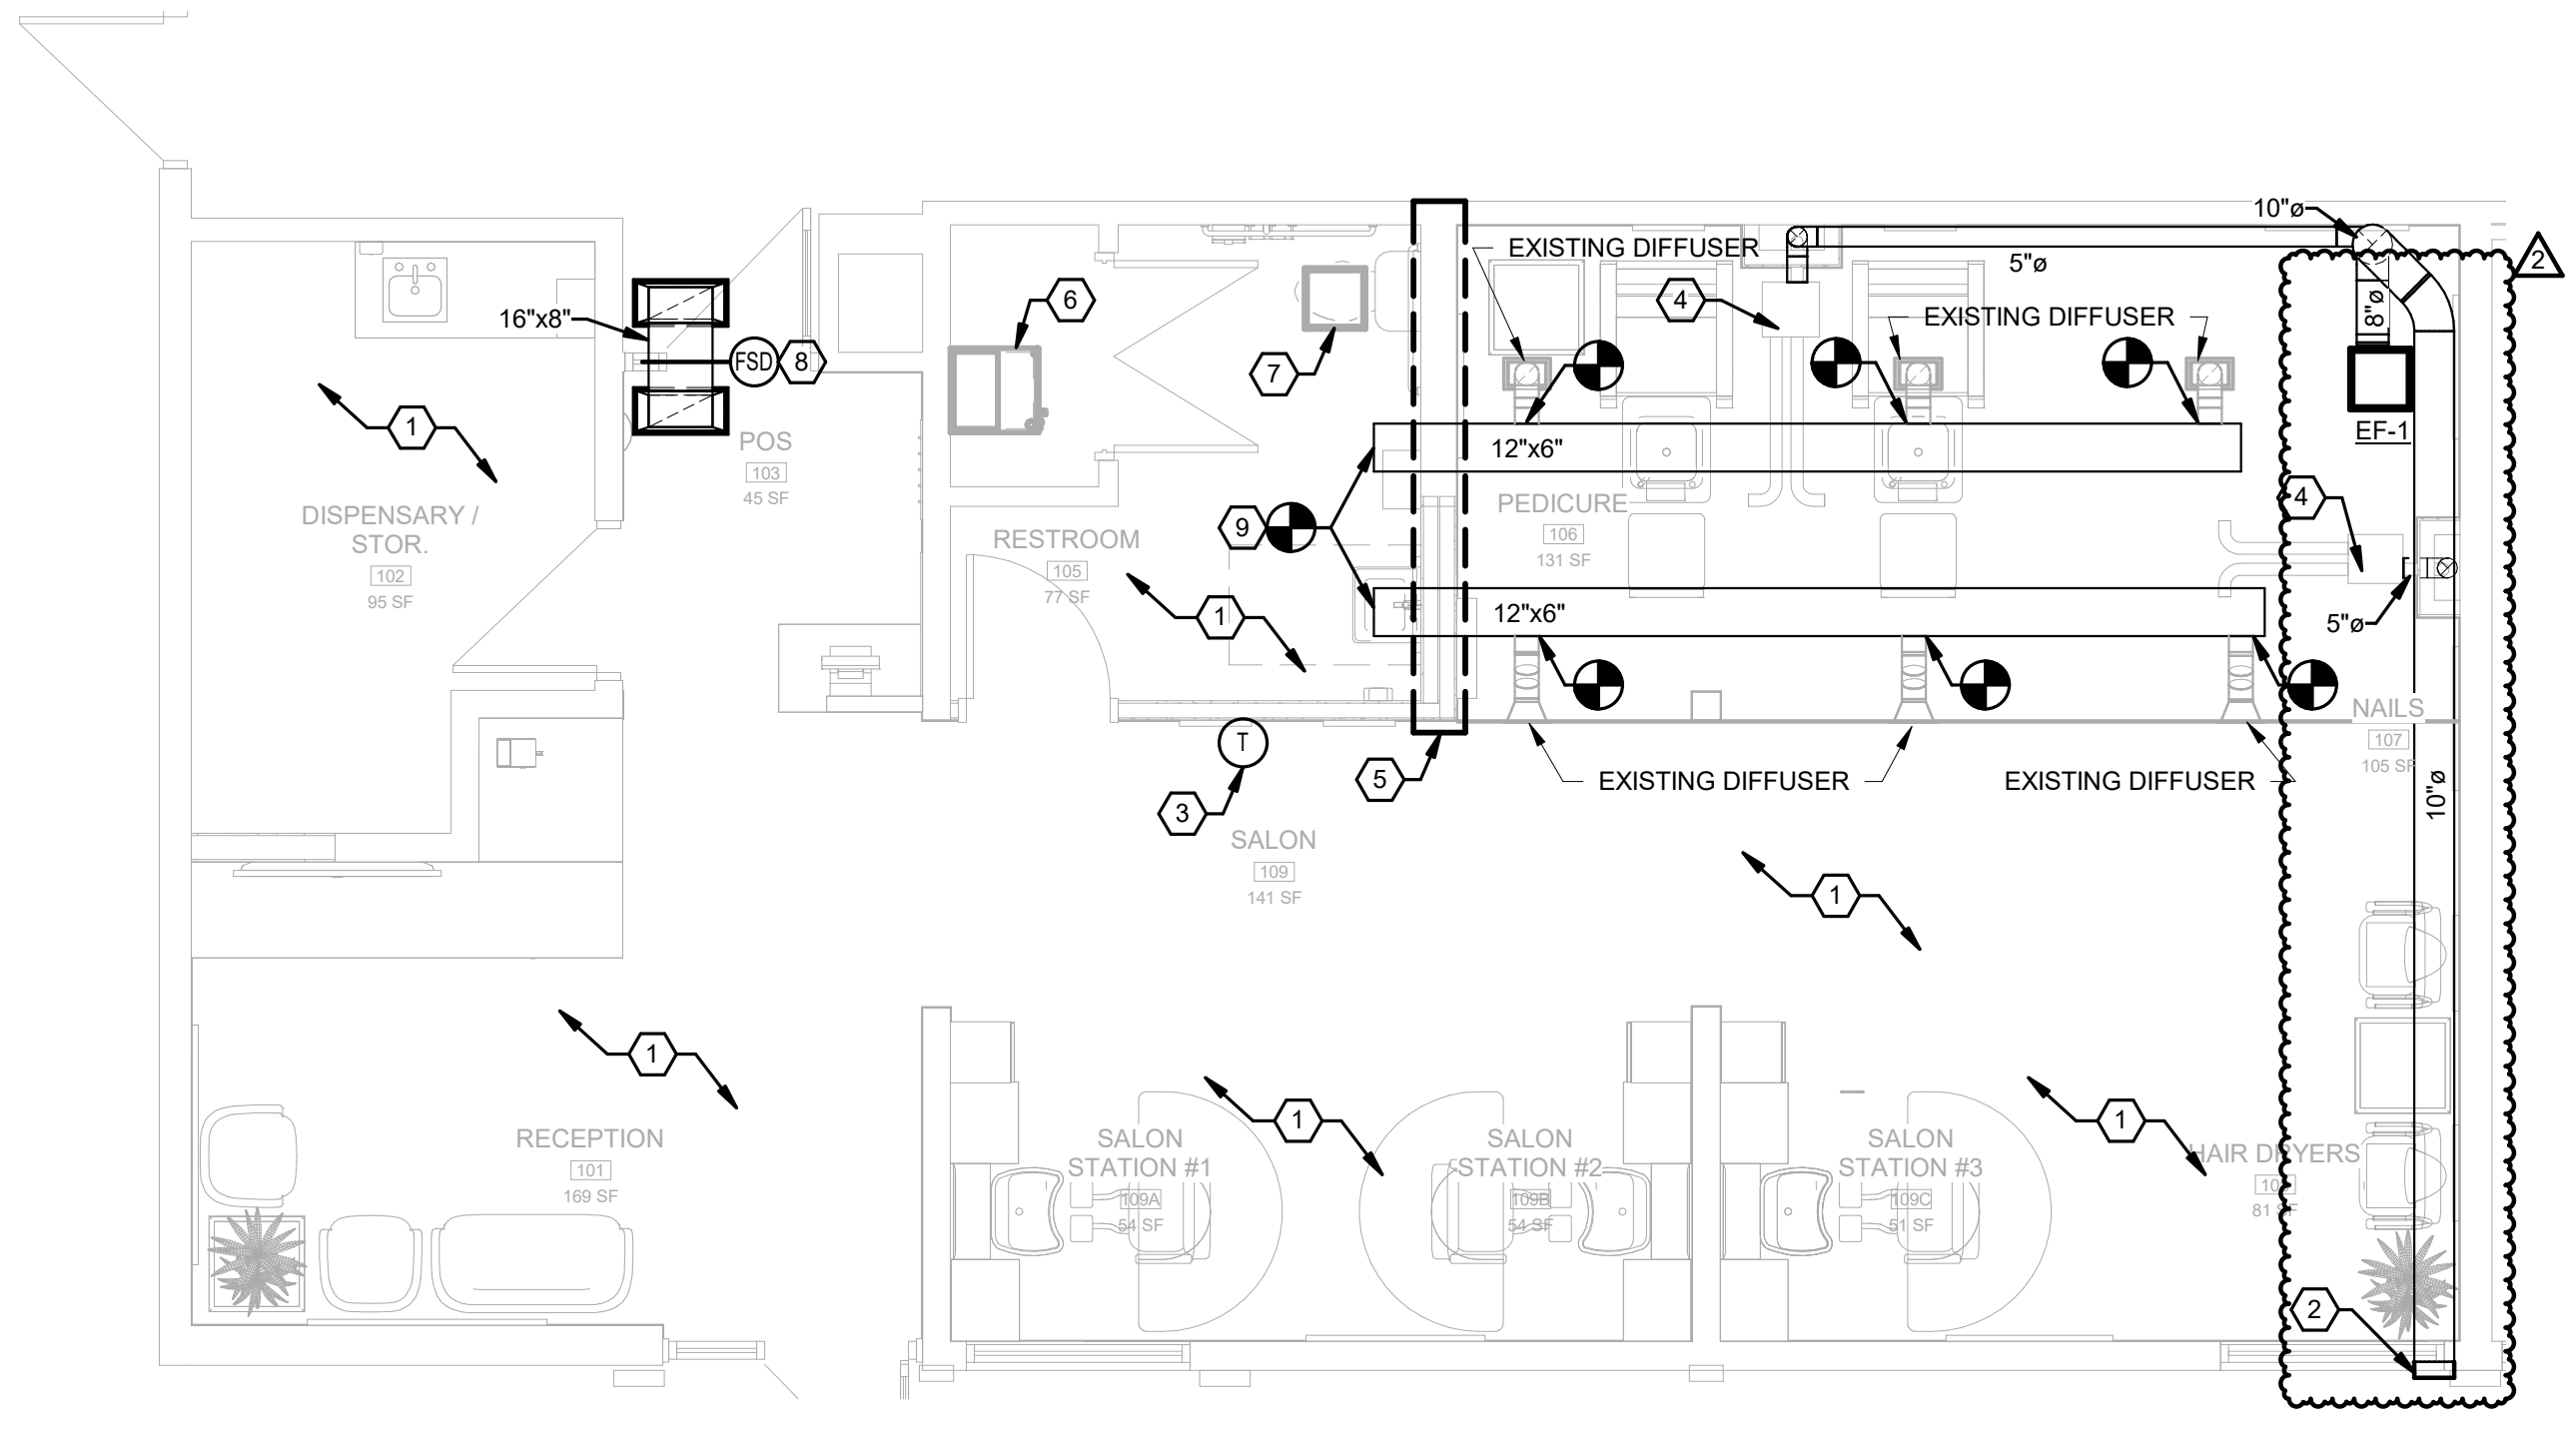 10"ø
EXISTING DIFFUSER
5"ø
2
6
4
8"ø
16"x8"
EXISTING DIFFUSER
FSD
8
7
1
POS
103
45 SF
12"x6"
EF-1
DISPENSARY /
STOR.
102
95 SF
RESTROOM
105
77 SF
9
PEDICURE
106
131 SF
4
1
12"x6"
5"ø
NAILS
107
105 SF
T
3
5
EXISTING DIFFUSER
EXISTING DIFFUSER
10"ø
SALON
109
141 SF
1
1
RECEPTION
101
169 SF
SALON
STATION #1
109A
54 SF
1
SALON
STATION #2
109B
54 SF
SALON
STATION #3
109C
51 SF
1
HAIR DRYERS
81 SF
2